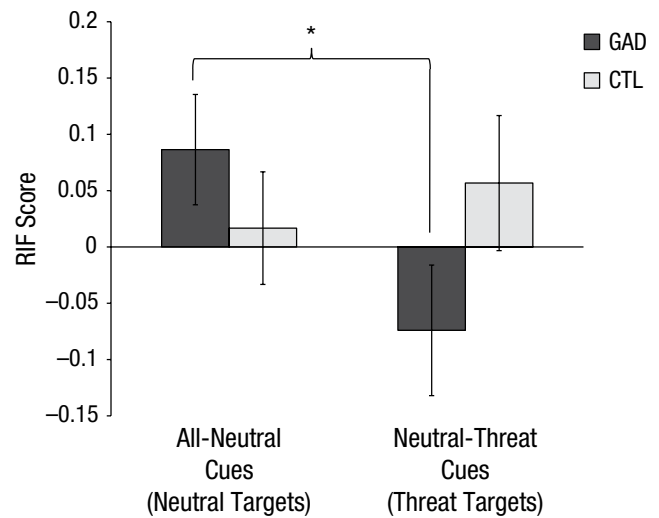 0.2
0.15
0.1
0.05
0
−0.05
−0.1
−0.15
RIF Score
*
GAD
CTL
All-Neutral
Cues
(Neutral Targets)
Neutral-Threat
Cues
(Threat Targets)